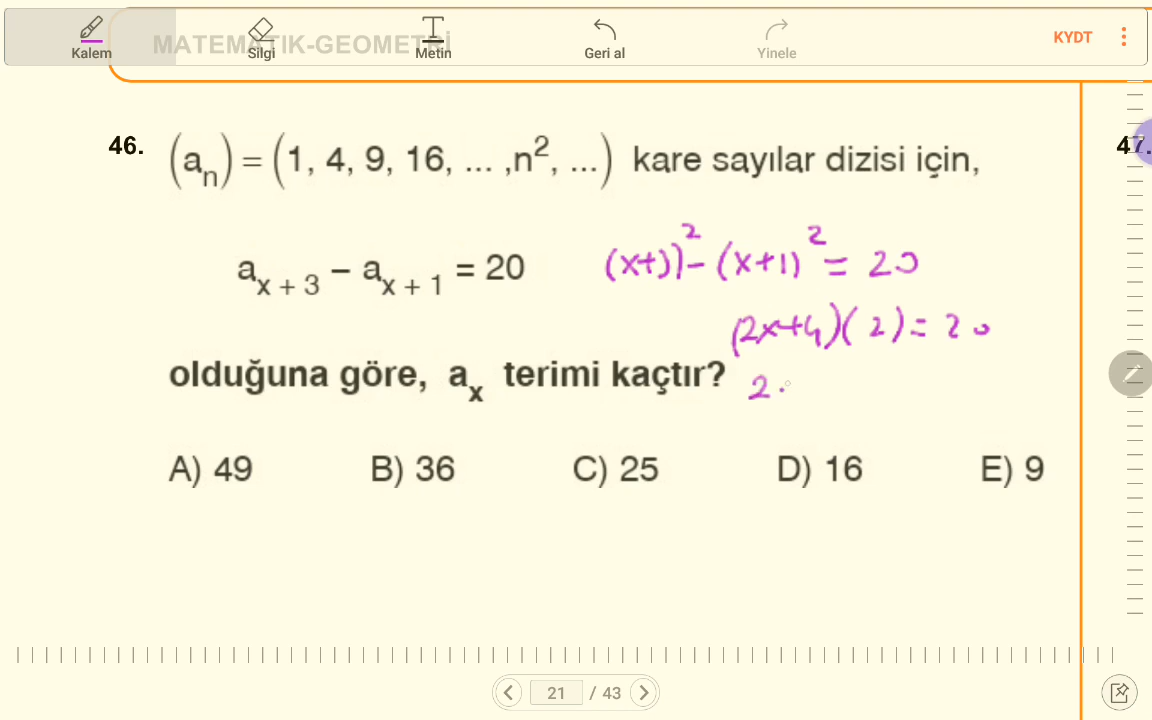 Kalem
Silgi
Metin
Geri al
Yinele
KYDT
MATEMATİK-GEOMETRİ
46. (aₙ) = (1, 4, 9, 16, ... ,n², ...) kare sayılar dizisi için,
47.
aₓ ₊ ₃ − aₓ ₊ ₁ = 20
(x+3)² − (x+1)² = 20
(2x+4)(2) = 20
olduğuna göre, aₓ terimi kaçtır?
2.
A) 49 B) 36 C) 25 D) 16 E) 9
21 / 43